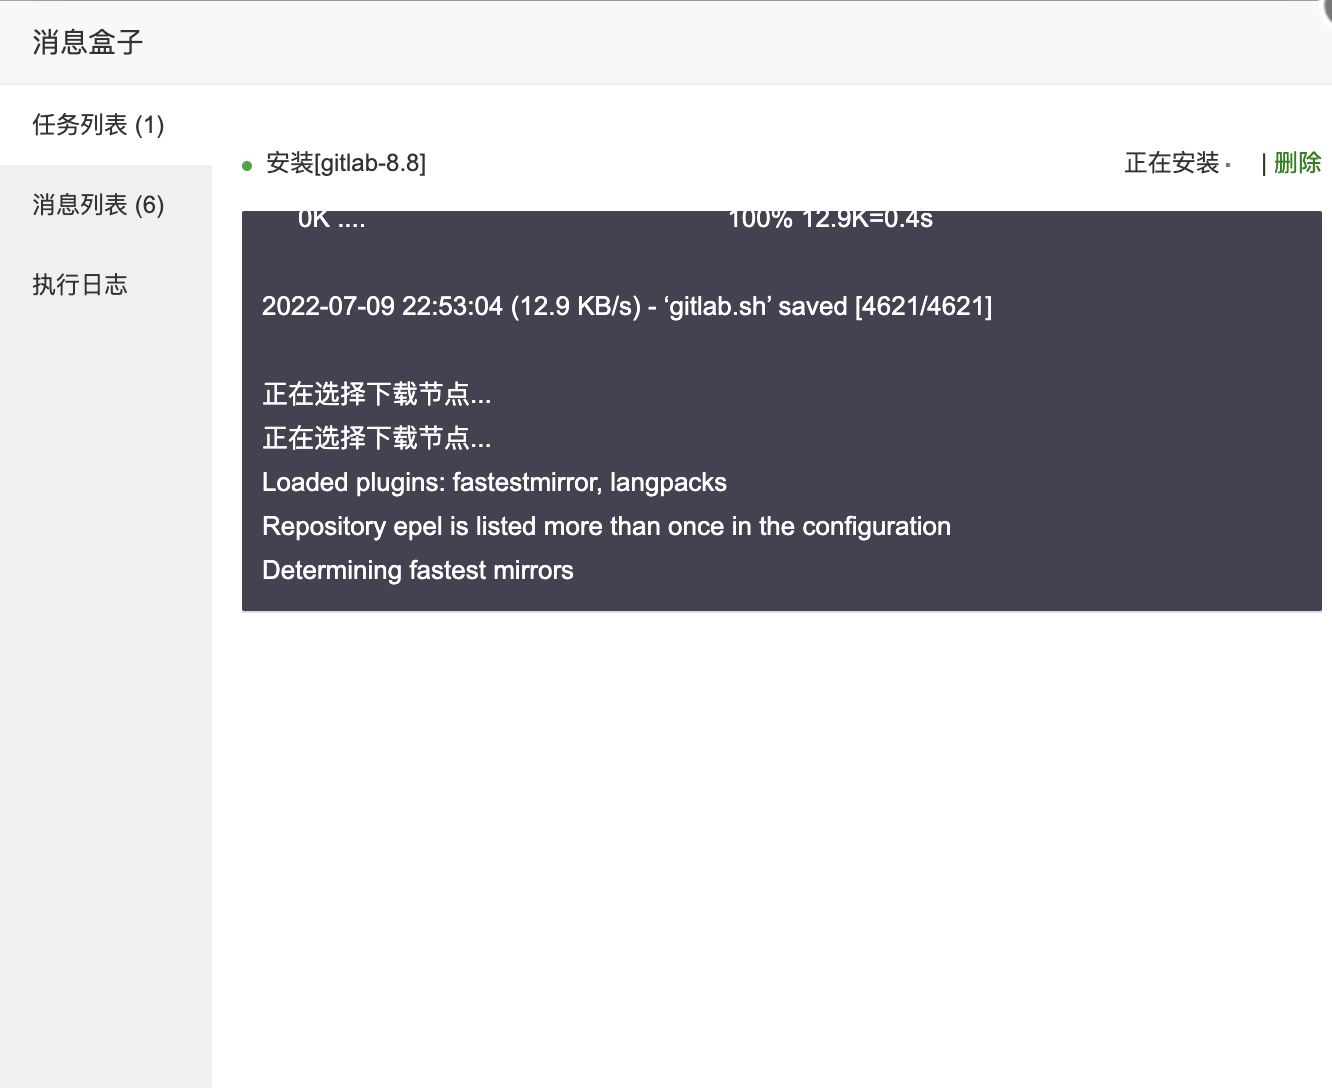 消息盒子
任务列表 (1)
消息列表 (6)
执行日志
安装[gitlab-8.8]
正在安装 | 删除
0K .... 100% 12.9K=0.4s
2022-07-09 22:53:04 (12.9 KB/s) - ‘gitlab.sh’ saved [4621/4621]
正在选择下载节点...
正在选择下载节点...
Loaded plugins: fastestmirror, langpacks
Repository epel is listed more than once in the configuration
Determining fastest mirrors